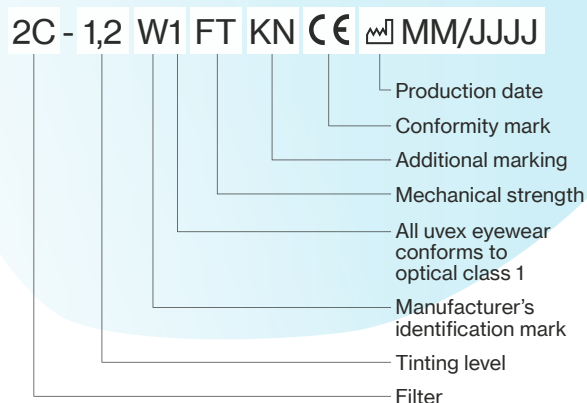 2C - 1,2 W1 FT KN CE MM/JJJJ
Production date
Conformity mark
Additional marking
Mechanical strength
All uvex eyewear
conforms to
optical class 1
Manufacturer's
identification mark
Tinting level
Filter